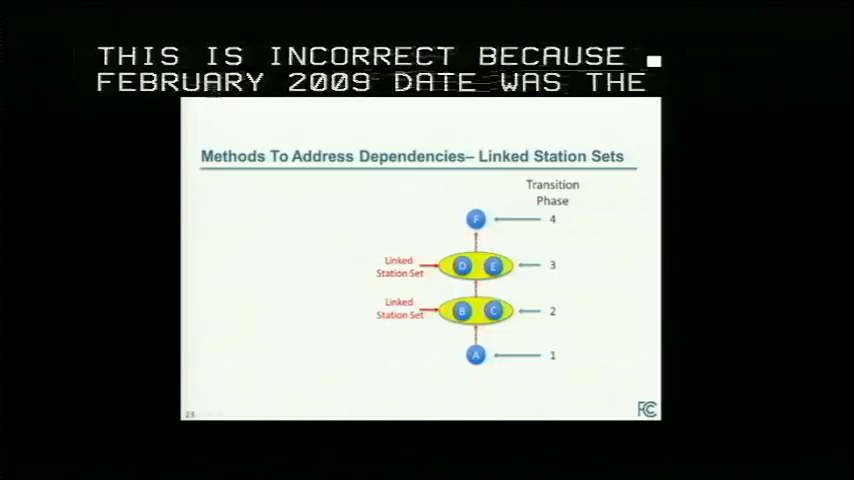 THIS IS INCORRECT BECAUSE
FEBRUARY 2009 DATE WAS THE
Methods To Address Dependencies– Linked Station Sets
Transition
Phase
F
4
Linked
Station Set
D
E
3
Linked
Station Set
B
C
2
A
1
23
FCC